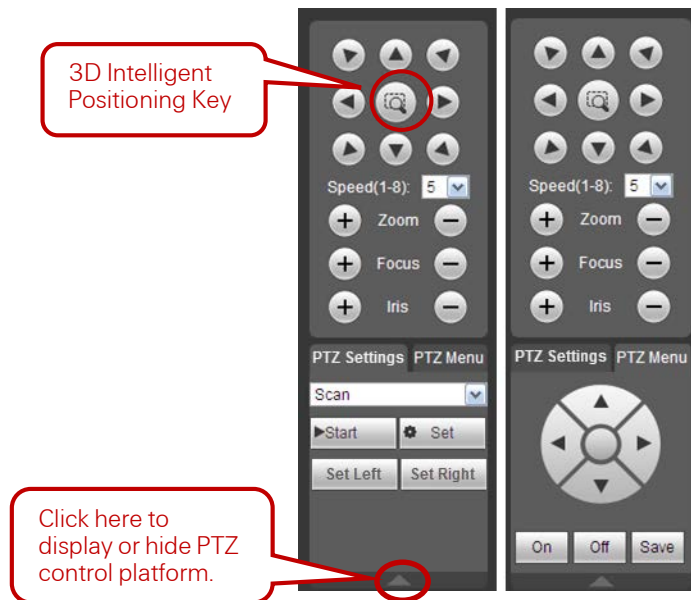 3D Intelligent
Positioning Key
Speed(1-8): 5
+ Zoom −
+ Focus −
+ Iris −
PTZ Settings PTZ Menu
Scan
Start Set
Set Left Set Right
Click here to
display or hide PTZ
control platform.
Speed(1-8): 5
+ Zoom −
+ Focus −
+ Iris −
PTZ Settings PTZ Menu
On Off Save